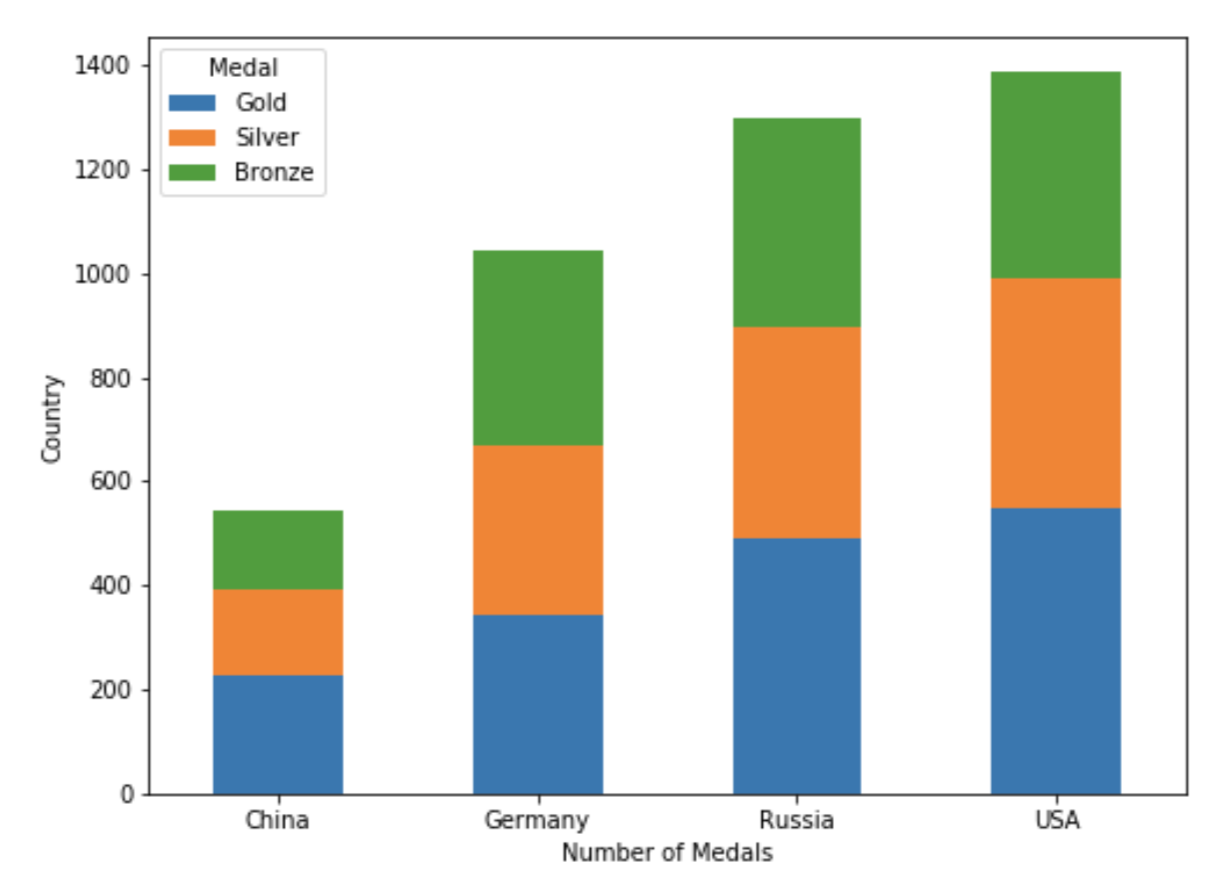 Medal
Gold
Silver
Bronze
1400
1200
1000
800
600
400
200
0
Country
China Germany Russia USA
Number of Medals